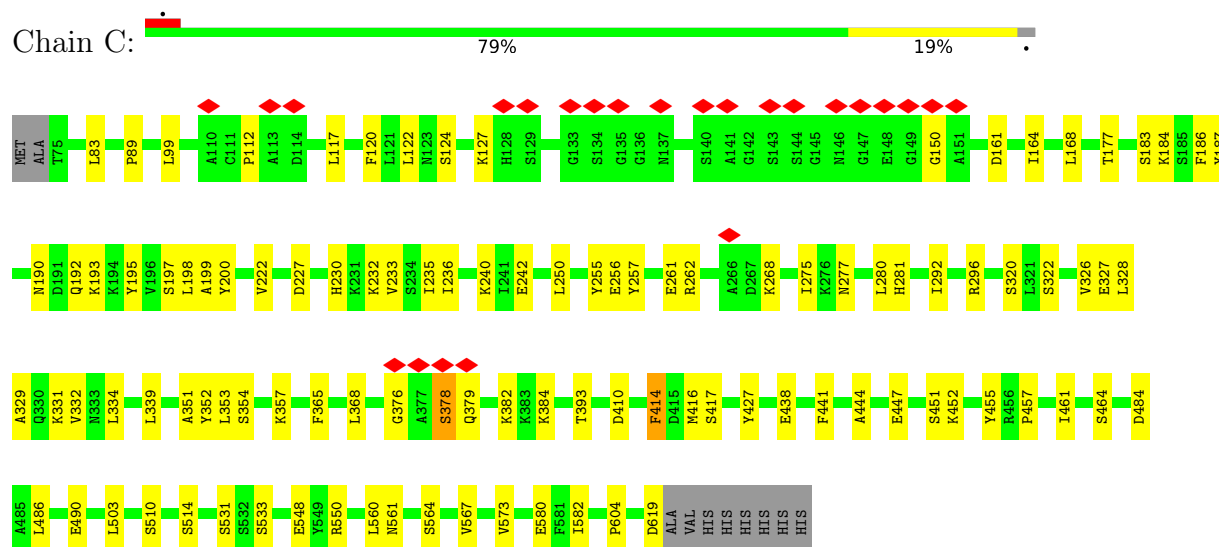 Chain C:
79%
19%
MET ALA T75 L83 P89 L99 A110 C111 P112 A113 D114 L117 F120 L121 L122 N123 S124 K127 H128 S129 G133 S134 G135 G136 N137 S140 A141 G142 S143 S144 G145 N146 G147 E148 G149 G150 A151 D161 I164 L168 T177 S183 K184 S185 F186
N190 D191 Q192 K193 K194 Y195 V196 S197 L198 A199 Y200 V222 D227 H230 K231 K232 V233 S234 I235 I236 K240 I241 E242 L250 Y255 E256 Y257 E261 R262 A266 D267 K268 I275 K276 N277 L280 H281 I292 R296 S320 L321 S322 V326 E327 L328
A329 Q330 K331 V332 N333 L334 L339 A351 Y352 L353 S354 K357 F365 L368 G376 A377 S378 Q379 K382 K383 K384 T393 D410 F414 D415 M416 S417 Y427 E438 F441 A444 E447 S451 K452 Y455 R456 P457 I461 S464 D484
A485 L486 E490 L503 S510 S514 S531 S532 S533 E548 Y549 R550 L560 N561 S564 V567 V573 E580 F581 I582 P604 D619 ALA VAL HIS HIS HIS HIS HIS HIS